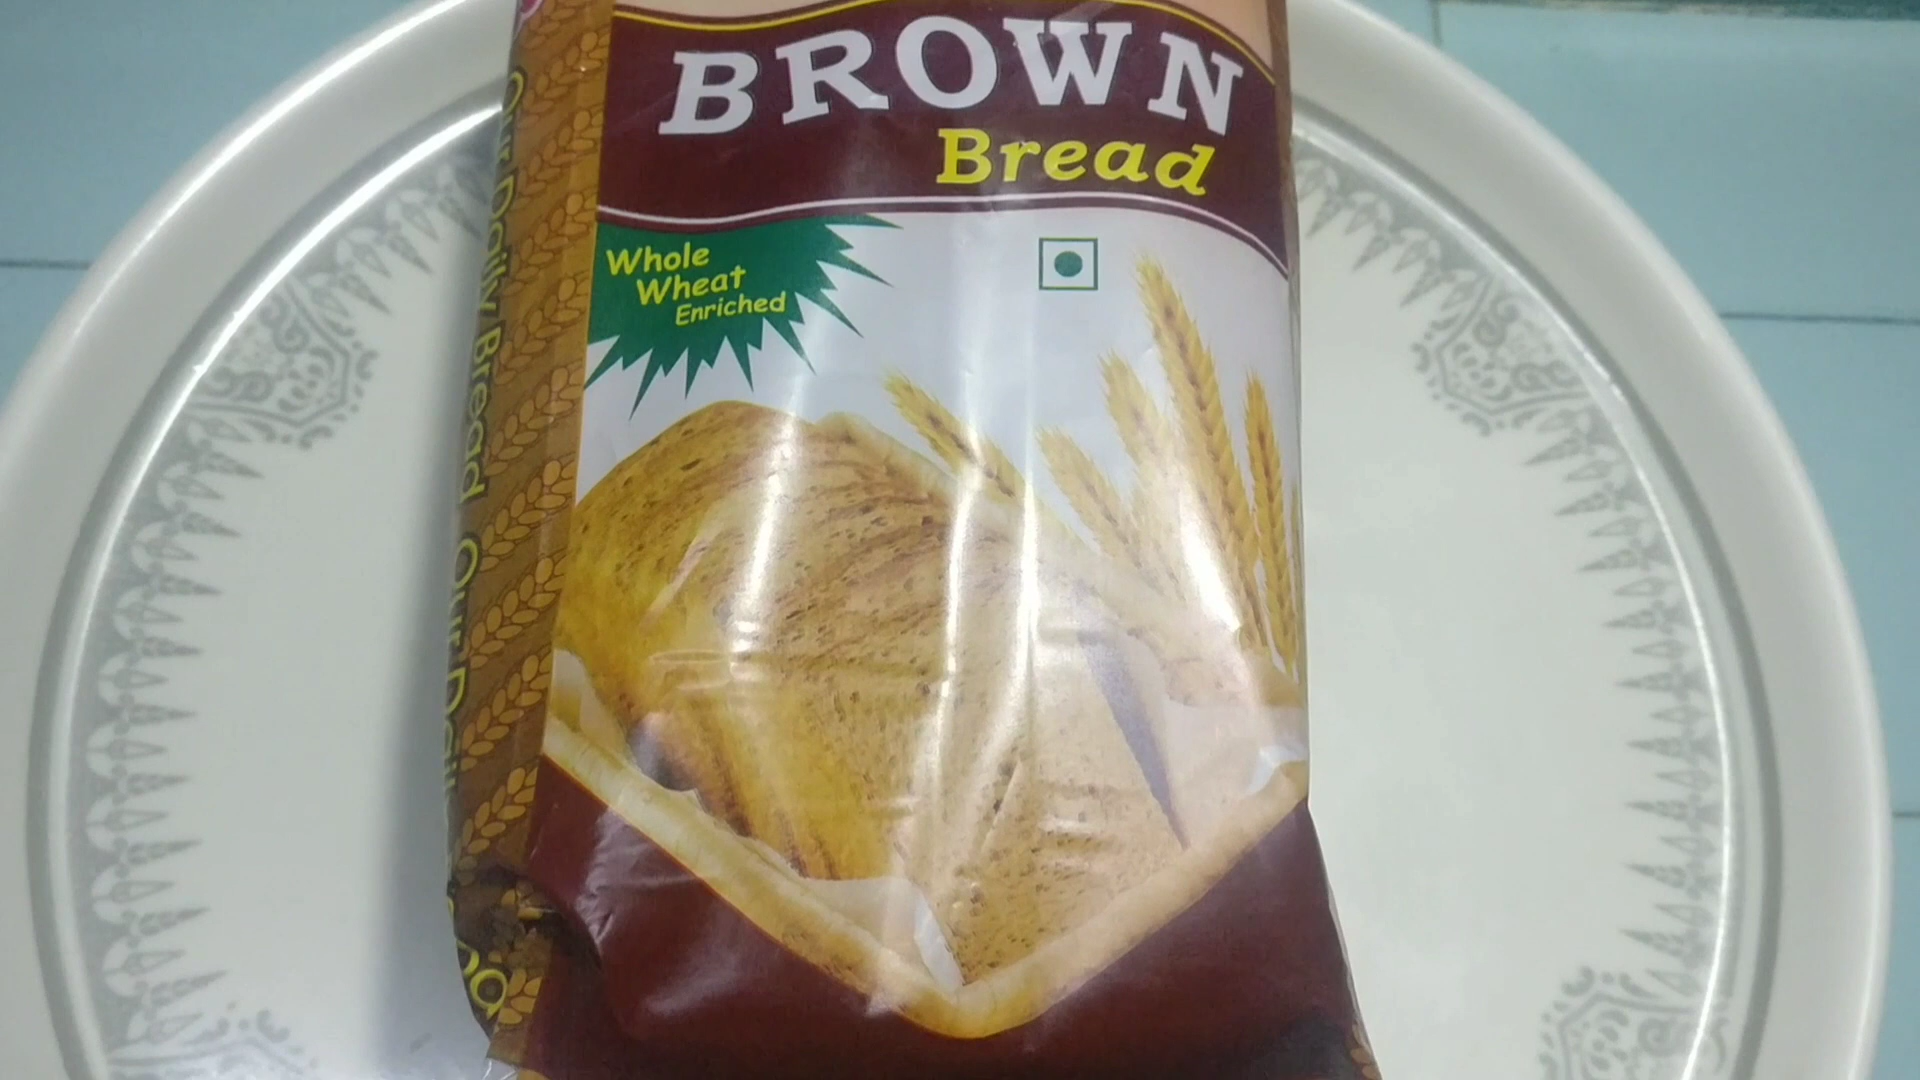 BROWN
Bread
Whole
Wheat
Enriched
Our Daily Bread Our Daily